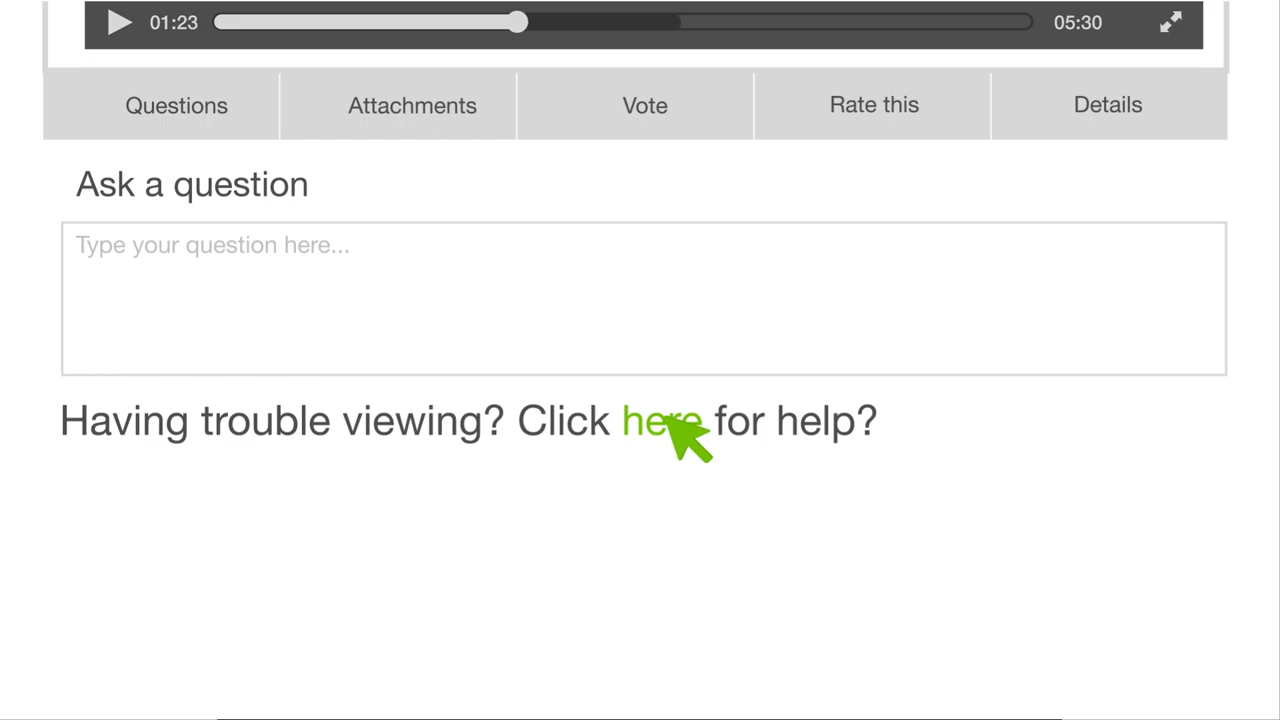 01:23 05:30
Questions Attachments Vote Rate this Details
Ask a question
Type your question here...
Having trouble viewing? Click here for help?